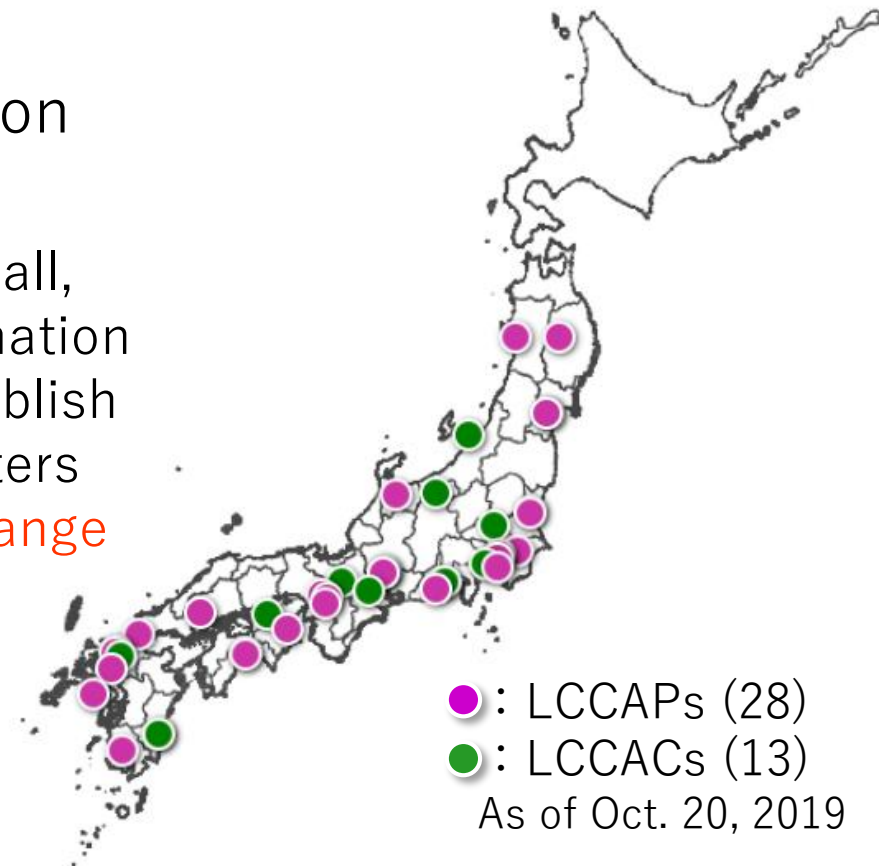 on
all,
nation
blish
ters
ange
: LCCAPs (28)
: LCCACs (13)
As of Oct. 20, 2019